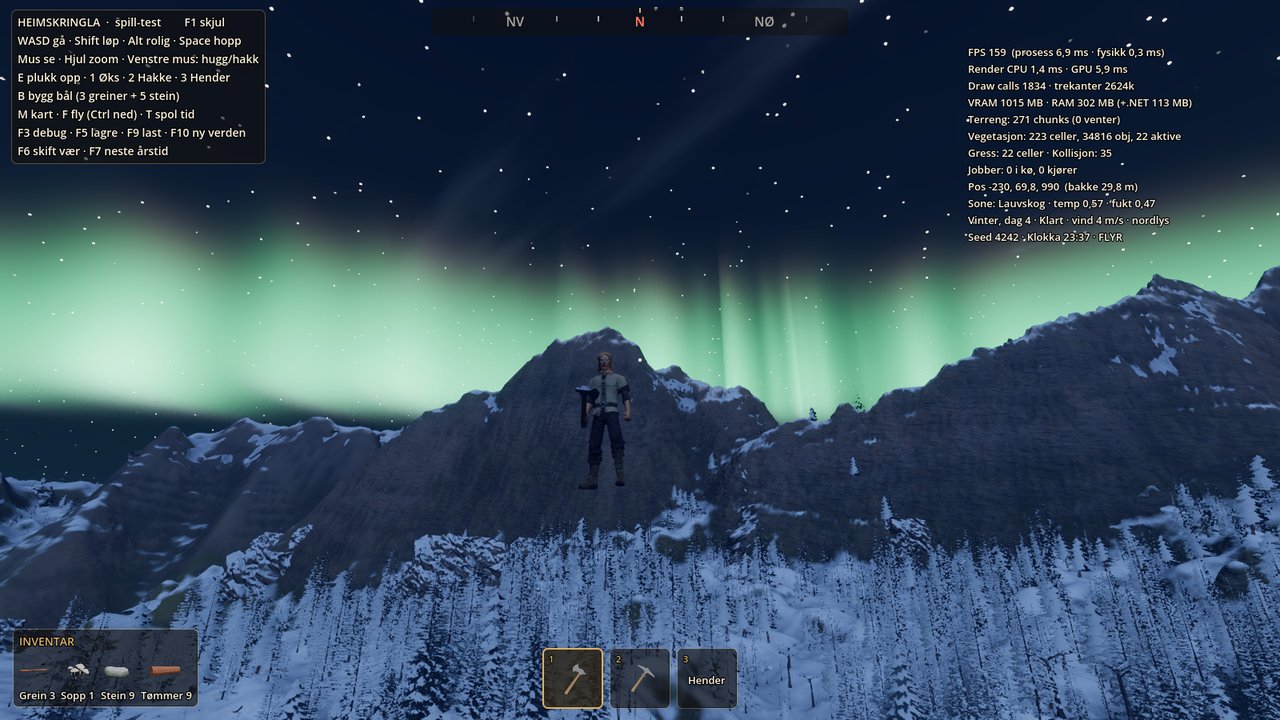 HEIMSKRINGLA · spill-test F1 skjul
WASD gå · Shift løp · Alt rolig · Space hopp
Mus se · Hjul zoom · Venstre mus: hugg/hakk
E plukk opp · 1 Øks · 2 Hakke · 3 Hender
B bygg bål (3 greiner + 5 stein)
M kart · F fly (Ctrl ned) · T spol tid
F3 debug · F5 lagre · F9 last · F10 ny verden
F6 skift vær · F7 neste årstid
NV N NØ
FPS 159 (prosess 6,9 ms · fysikk 0,3 ms)
Render CPU 1,4 ms · GPU 5,9 ms
Draw calls 1834 · trekanter 2624k
VRAM 1015 MB · RAM 302 MB (+.NET 113 MB)
Terreng: 271 chunks (0 venter)
Vegetasjon: 223 celler, 34816 obj, 22 aktive
Gress: 22 celler · Kollisjon: 35
Jobber: 0 i kø, 0 kjører
Pos -230, 69,8, 990 (bakke 29,8 m)
Sone: Lauvskog · temp 0,57 · fukt 0,47
Vinter, dag 4 · Klart · vind 4 m/s · nordlys
Seed 4242 · Klokka 23:37 · FLYR
INVENTAR
Grein 3 Sopp 1 Stein 9 Tømmer 9
1 2 3
Hender